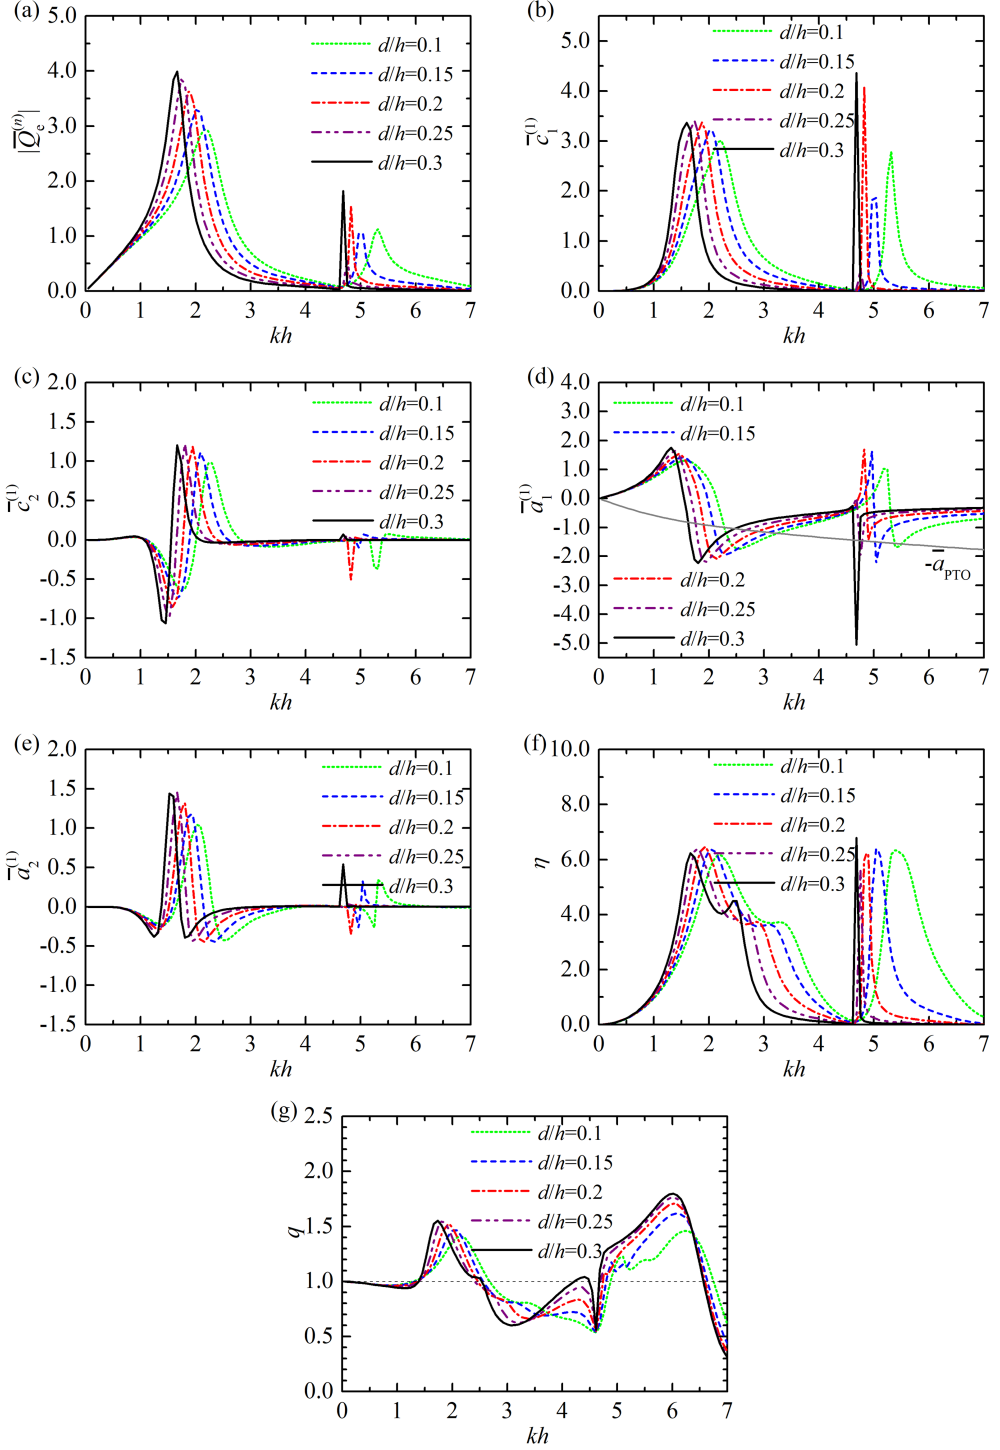 (a)
5.0
4.0
3.0
2.0
1.0
0.0
|Q̅e(n)|
d/h=0.1
d/h=0.15
d/h=0.2
d/h=0.25
d/h=0.3
0 1 2 3 4 5 6 7
kh
(b)
5.0
4.0
3.0
2.0
1.0
0.0
c̅1(1)
d/h=0.1
d/h=0.15
d/h=0.2
d/h=0.25
d/h=0.3
0 1 2 3 4 5 6 7
kh
(c)
2.0
1.5
1.0
0.5
0.0
-0.5
-1.0
-1.5
c̅2(1)
d/h=0.1
d/h=0.15
d/h=0.2
d/h=0.25
d/h=0.3
0 1 2 3 4 5 6 7
kh
(d)
4.0
3.0
2.0
1.0
0.0
-1.0
-2.0
-3.0
-4.0
-5.0
a̅1(1)
d/h=0.1
d/h=0.15
-a̅PTO
d/h=0.2
d/h=0.25
d/h=0.3
0 1 2 3 4 5 6 7
kh
(e)
2.0
1.5
1.0
0.5
0.0
-0.5
-1.0
-1.5
a̅2(1)
d/h=0.1
d/h=0.15
d/h=0.2
d/h=0.25
d/h=0.3
0 1 2 3 4 5 6 7
kh
(f)
10.0
8.0
6.0
4.0
2.0
0.0
η
d/h=0.1
d/h=0.15
d/h=0.2
d/h=0.25
d/h=0.3
0 1 2 3 4 5 6 7
kh
(g)
2.5
2.0
1.5
1.0
0.5
0.0
q
d/h=0.1
d/h=0.15
d/h=0.2
d/h=0.25
d/h=0.3
0 1 2 3 4 5 6 7
kh